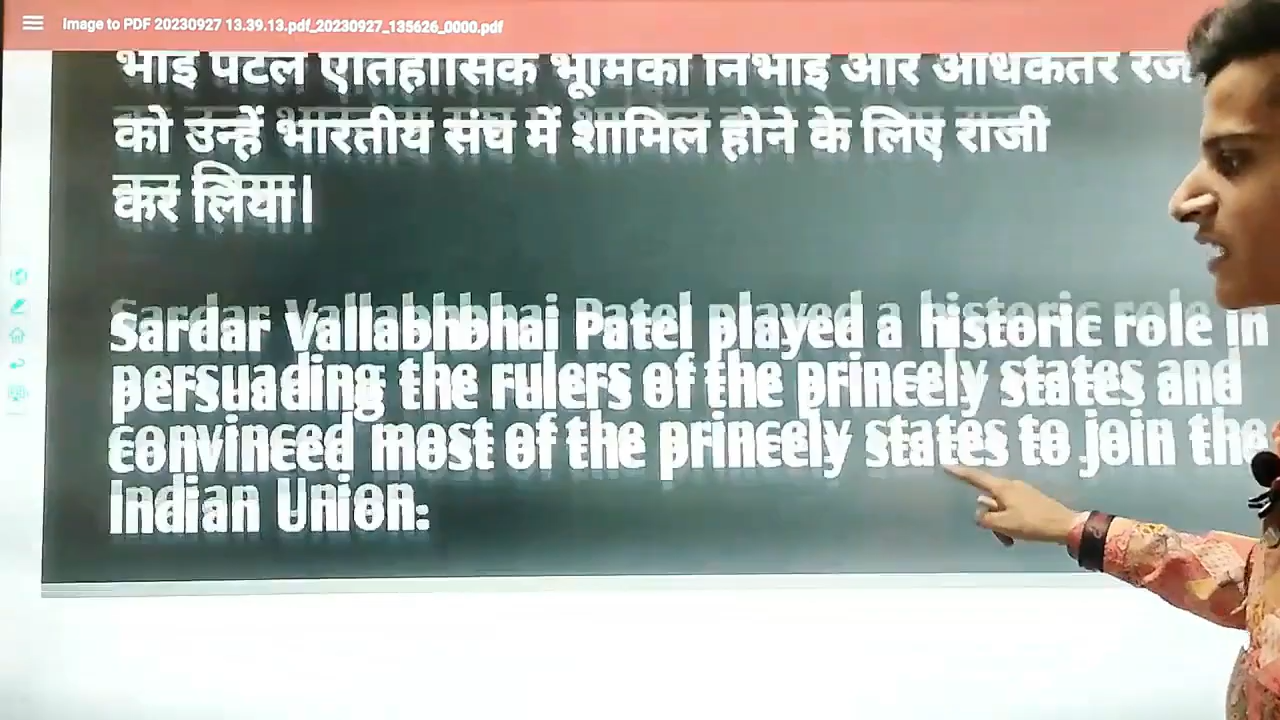 Image to PDF 20230927 13.39.13.pdf_20230927_135626_0000.pdf
भाई पटेल ऐतिहासिक भूमिका निभाई और अधिकतर
को उन्हें भारतीय संघ में शामिल होने के लिए राजी
कर लिया।
Sardar Vallabhbhai Patel played a historic role in
persuading the rulers of the princely states and
convinced most of the princely states to join the
Indian Union.